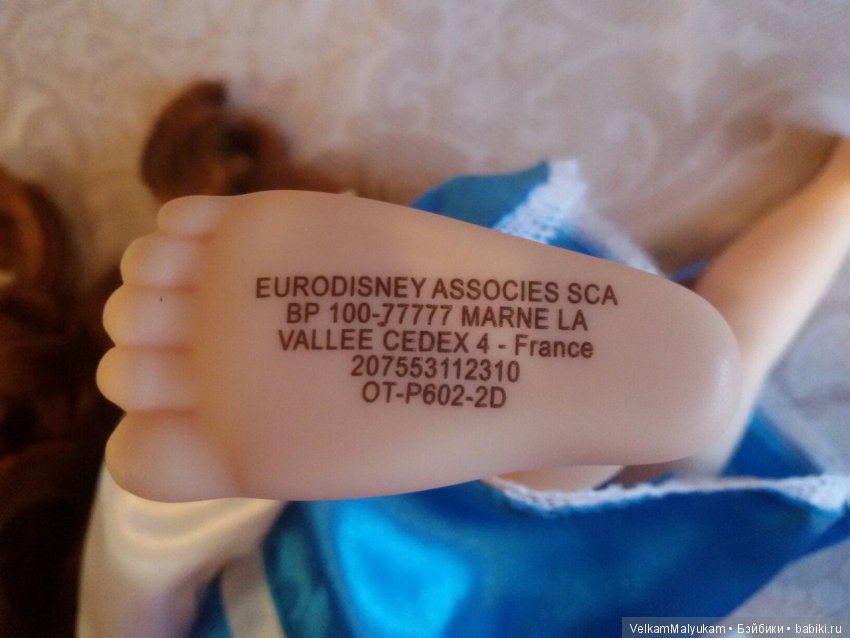 EURODISNEY ASSOCIES SCA
BP 100-77777 MARNE LA
VALLEE CEDEX 4 - France
207553112310
OT-P602-2D
VelkamMalyukam • Бэйбики • babiki.ru